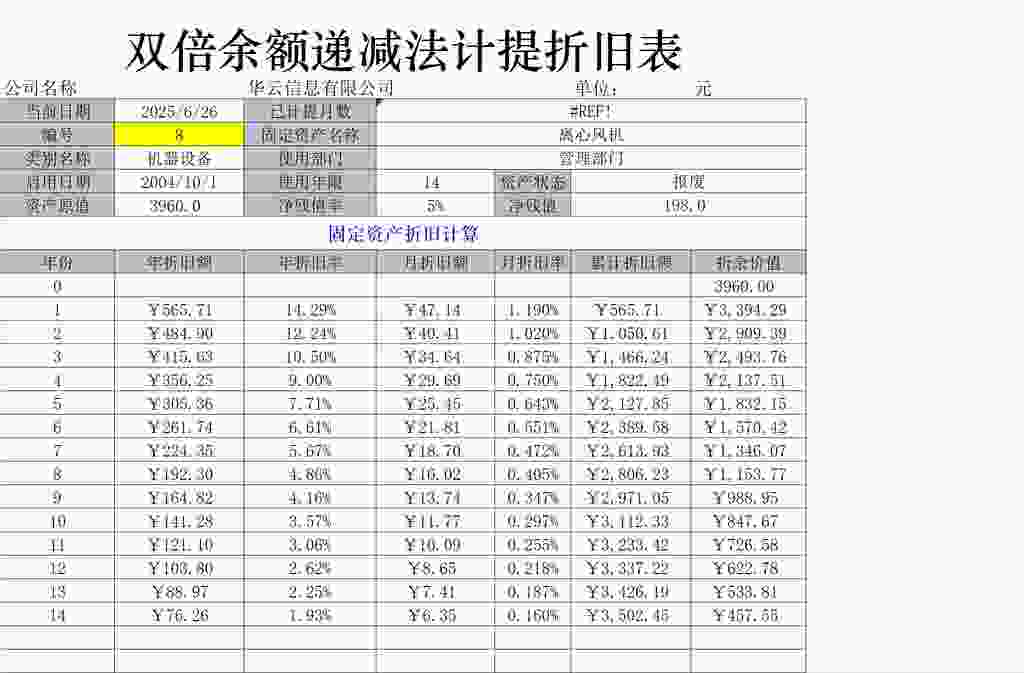 双倍余额递减法计提折旧表
公司名称 华云信息有限公司 单位: 元
当前日期 2025/6/26 已计提月数 #REF!
编号 8 固定资产名称 离心风机
类别名称 机器设备 使用部门 管理部门
启用日期 2004/10/1 使用年限 14 资产状态 报废
资产原值 3960.0 净残值率 5% 净残值 198.0
固定资产折旧计算
年份 年折旧额 年折旧率 月折旧额 月折旧率 累计折旧额 折余价值
0 3960.00
1 ￥565.71 14.29% ￥47.14 1.190% ￥565.71 ￥3,394.29
2 ￥484.90 12.24% ￥40.41 1.020% ￥1,050.61 ￥2,909.39
3 ￥415.63 10.50% ￥34.64 0.875% ￥1,466.24 ￥2,493.76
4 ￥356.25 9.00% ￥29.69 0.750% ￥1,822.49 ￥2,137.51
5 ￥305.36 7.71% ￥25.45 0.643% ￥2,127.85 ￥1,832.15
6 ￥261.74 6.61% ￥21.81 0.551% ￥2,389.58 ￥1,570.42
7 ￥224.35 5.67% ￥18.70 0.472% ￥2,613.93 ￥1,346.07
8 ￥192.30 4.86% ￥16.02 0.405% ￥2,806.23 ￥1,153.77
9 ￥164.82 4.16% ￥13.74 0.347% ￥2,971.05 ￥988.95
10 ￥141.28 3.57% ￥11.77 0.297% ￥3,112.33 ￥847.67
11 ￥121.10 3.06% ￥10.09 0.255% ￥3,233.42 ￥726.58
12 ￥103.80 2.62% ￥8.65 0.218% ￥3,337.22 ￥622.78
13 ￥88.97 2.25% ￥7.41 0.187% ￥3,426.19 ￥533.81
14 ￥76.26 1.93% ￥6.35 0.160% ￥3,502.45 ￥457.55